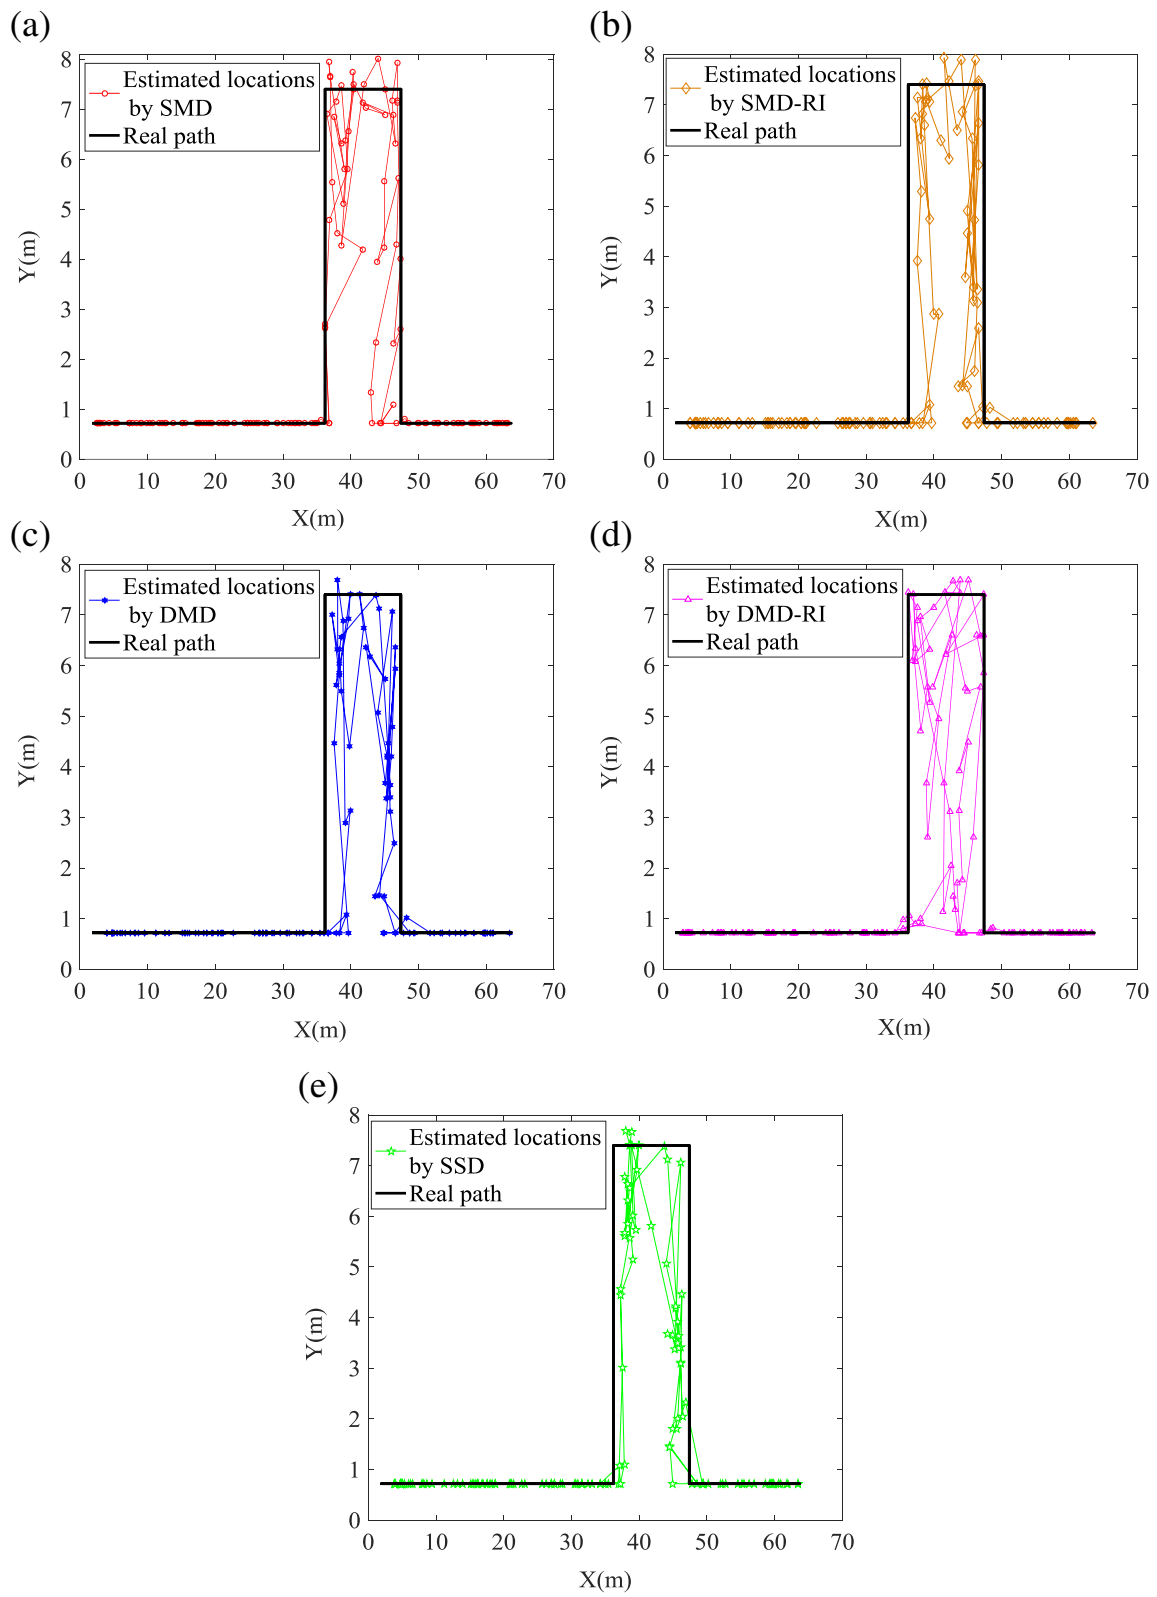 (a)
8
7
6
5
4
3
2
1
0
0 10 20 30 40 50 60 70
Y(m)
X(m)
Estimated locations
by SMD
Real path
(b)
8
7
6
5
4
3
2
1
0
0 10 20 30 40 50 60 70
Y(m)
X(m)
Estimated locations
by SMD-RI
Real path
(c)
8
7
6
5
4
3
2
1
0
0 10 20 30 40 50 60 70
Y(m)
X(m)
Estimated locations
by DMD
Real path
(d)
8
7
6
5
4
3
2
1
0
0 10 20 30 40 50 60 70
Y(m)
X(m)
Estimated locations
by DMD-RI
Real path
(e)
8
7
6
5
4
3
2
1
0
0 10 20 30 40 50 60 70
Y(m)
X(m)
Estimated locations
by SSD
Real path